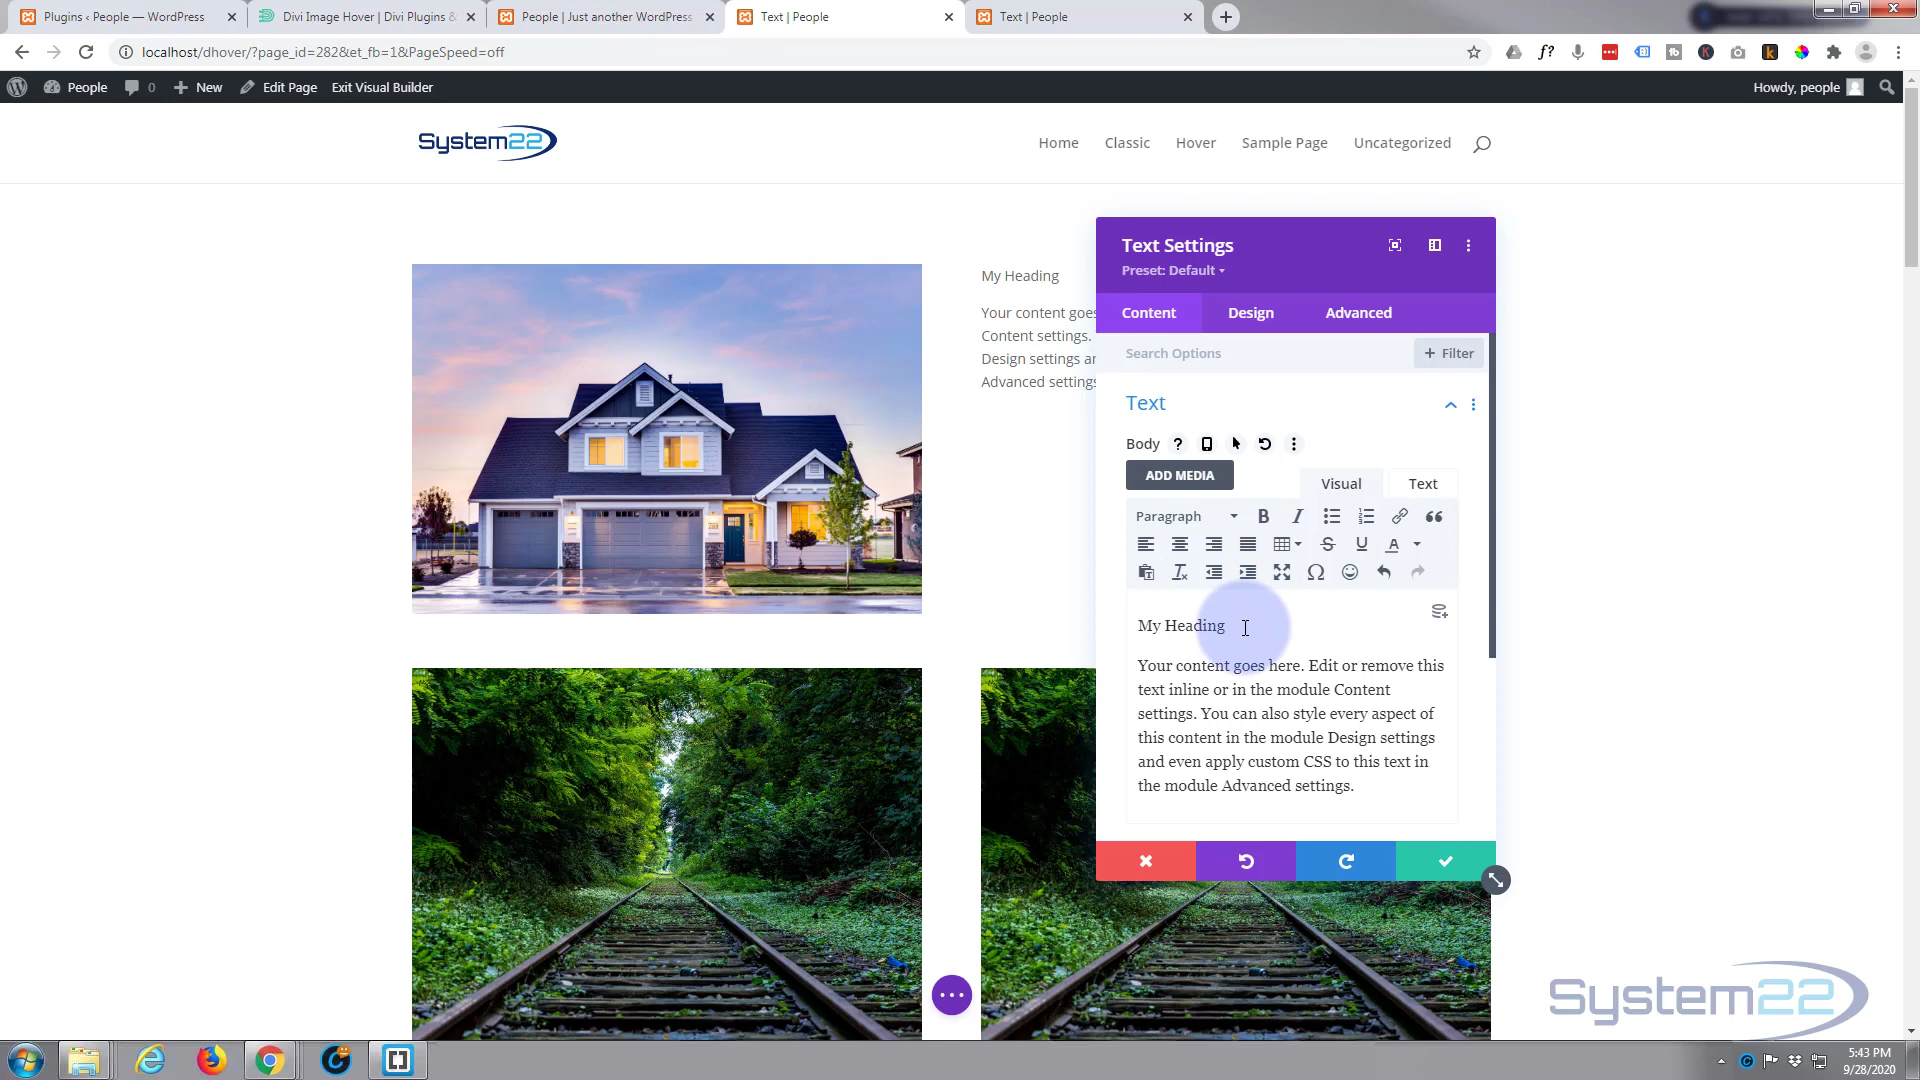 Plugins ‹ People — WordPress
Divi Image Hover | Divi Plugins &
People | Just another WordPress
Text | People
Text | People
localhost/dhover/?page_id=282&et_fb=1&PageSpeed=off
People
0
New
Edit Page
Exit Visual Builder
Howdy, people
System22
Home
Classic
Hover
Sample Page
Uncategorized
My Heading
Your content goes
Content settings.
Design settings an
Advanced settings
Text Settings
Preset: Default
Content
Design
Advanced
Search Options
+ Filter
Text
Body
ADD MEDIA
Visual
Text
Paragraph
My Heading
Your content goes here. Edit or remove this
text inline or in the module Content
settings. You can also style every aspect of
this content in the module Design settings
and even apply custom CSS to this text in
the module Advanced settings.
System22
5:43 PM
9/28/2020